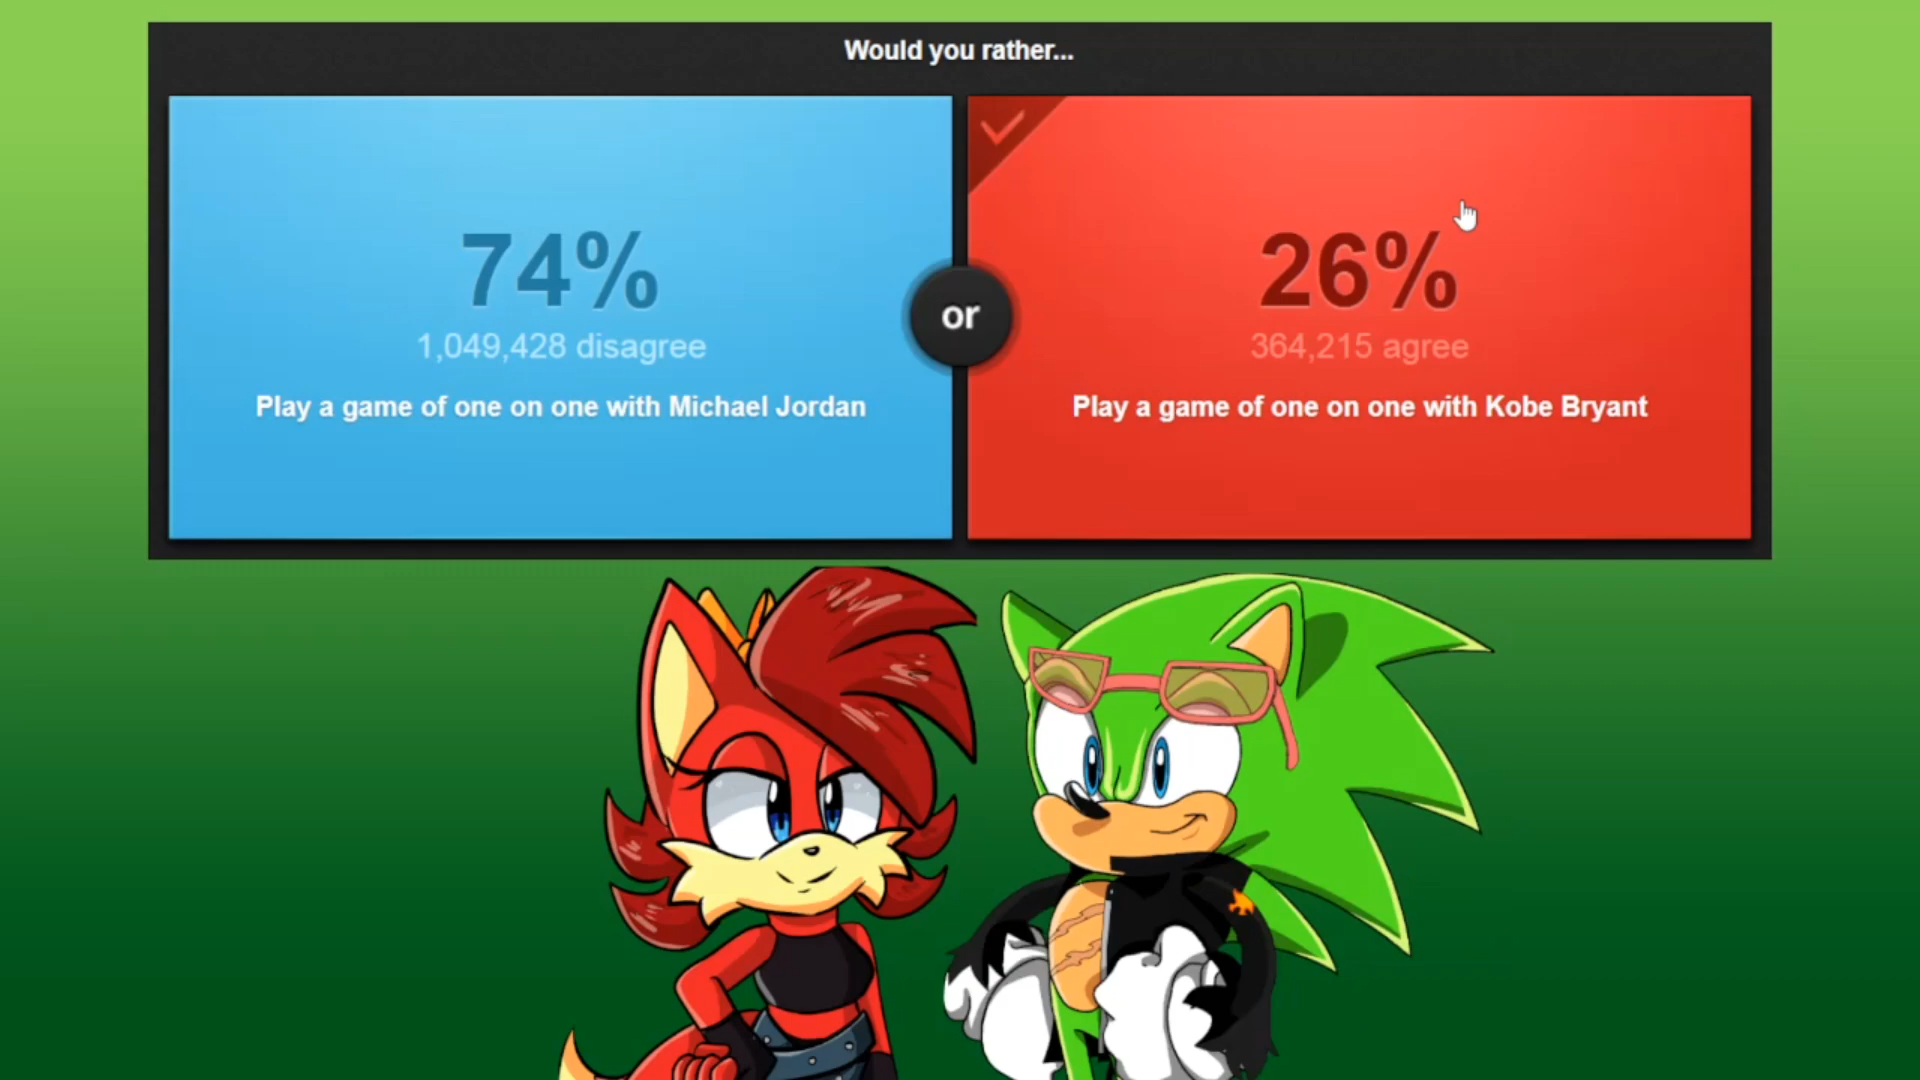 Would you rather...
74%
1,049,428 disagree
Play a game of one on one with Michael Jordan
or
26%
364,215 agree
Play a game of one on one with Kobe Bryant